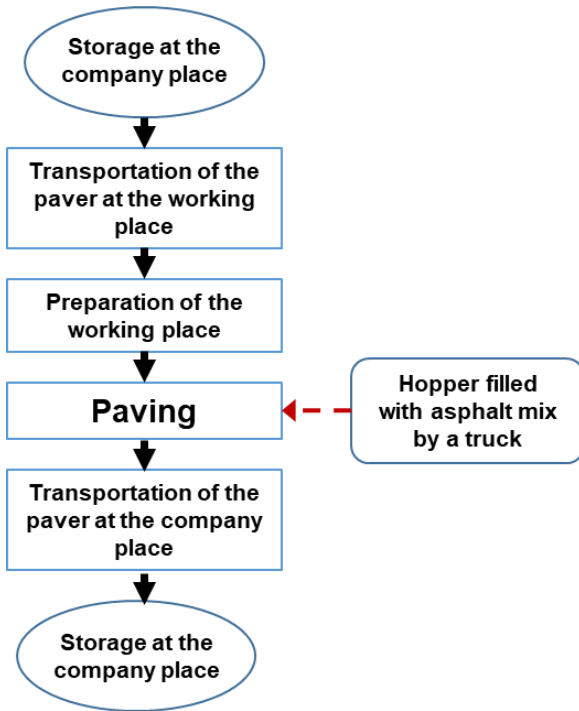 Storage at the
company place
Transportation of the
paver at the working
place
Preparation of the
working place
Paving
Hopper filled
with asphalt mix
by a truck
Transportation of the
paver at the company
place
Storage at the
company place